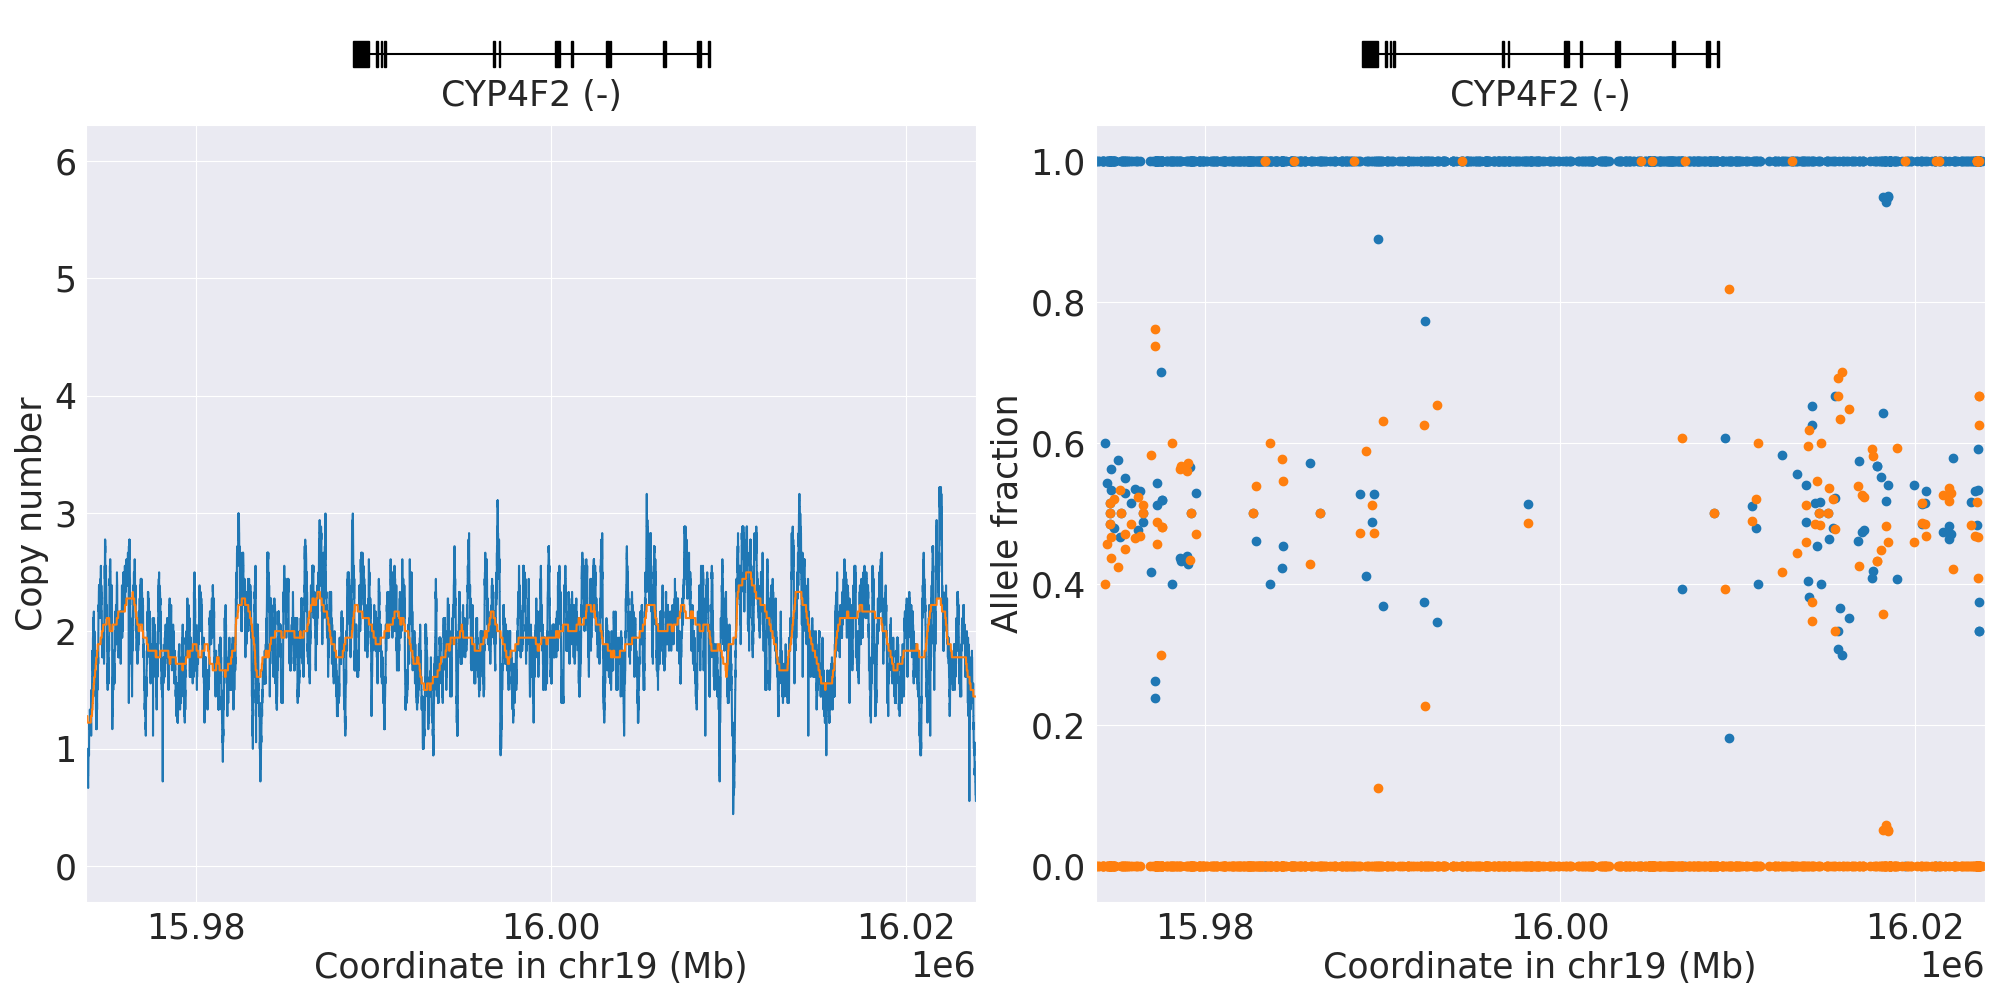 CYP4F2 (-)
Copy number
6
5
4
3
2
1
0
15.98
16.00
16.02
Coordinate in chr19 (Mb)
1e6
CYP4F2 (-)
Allele fraction
1.0
0.8
0.6
0.4
0.2
0.0
15.98
16.00
16.02
Coordinate in chr19 (Mb)
1e6